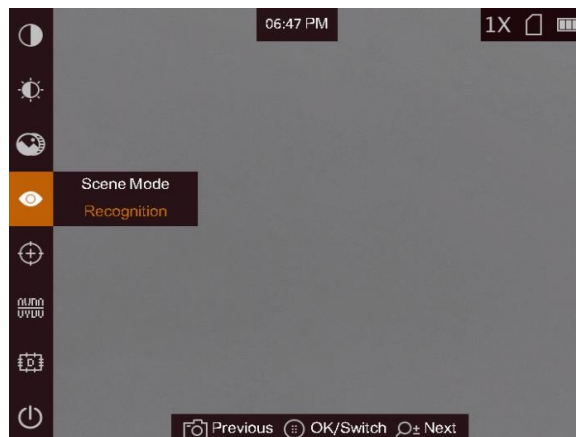 06:47 PM
1X
Scene Mode
Recognition
D
Previous OK/Switch Next